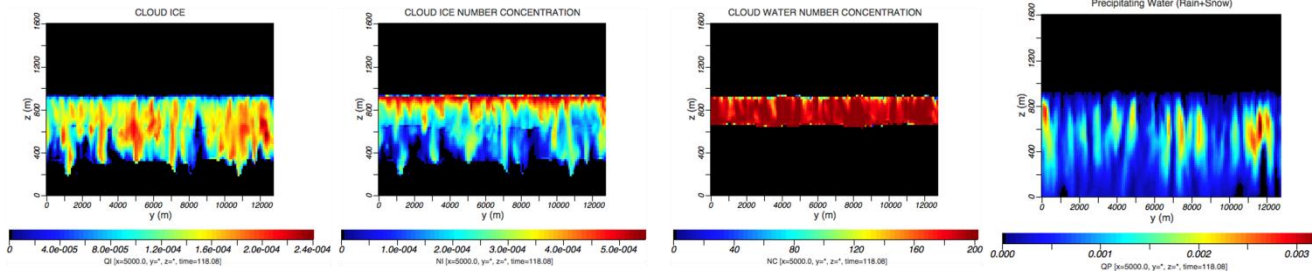 CLOUD ICE
1600
1200
800
400
0
z (m)
0 2000 4000 6000 8000 10000 12000
y (m)
0 4.0e-005 8.0e-005 1.2e-004 1.6e-004 2.0e-004 2.4e-004
QI [x=5000.0, y=*, z=*, time=118.08]
CLOUD ICE NUMBER CONCENTRATION
1600
1200
800
400
0
z (m)
0 2000 4000 6000 8000 10000 12000
y (m)
0 1.0e-004 2.0e-004 3.0e-004 4.0e-004 5.0e-004
NI [x=5000.0, y=*, z=*, time=118.08]
CLOUD WATER NUMBER CONCENTRATION
1600
1200
800
400
0
z (m)
0 2000 4000 6000 8000 10000 12000
y (m)
0 40 80 120 160 200
NC [x=5000.0, y=*, z=*, time=118.08]
Precipitating Water (Rain+Snow)
1600
1200
800
400
0
z (m)
0 2000 4000 6000 8000 10000 12000
y (m)
0.000 0.001 0.002 0.003
QP [x=5000.0, y=*, z=*, time=118.08]